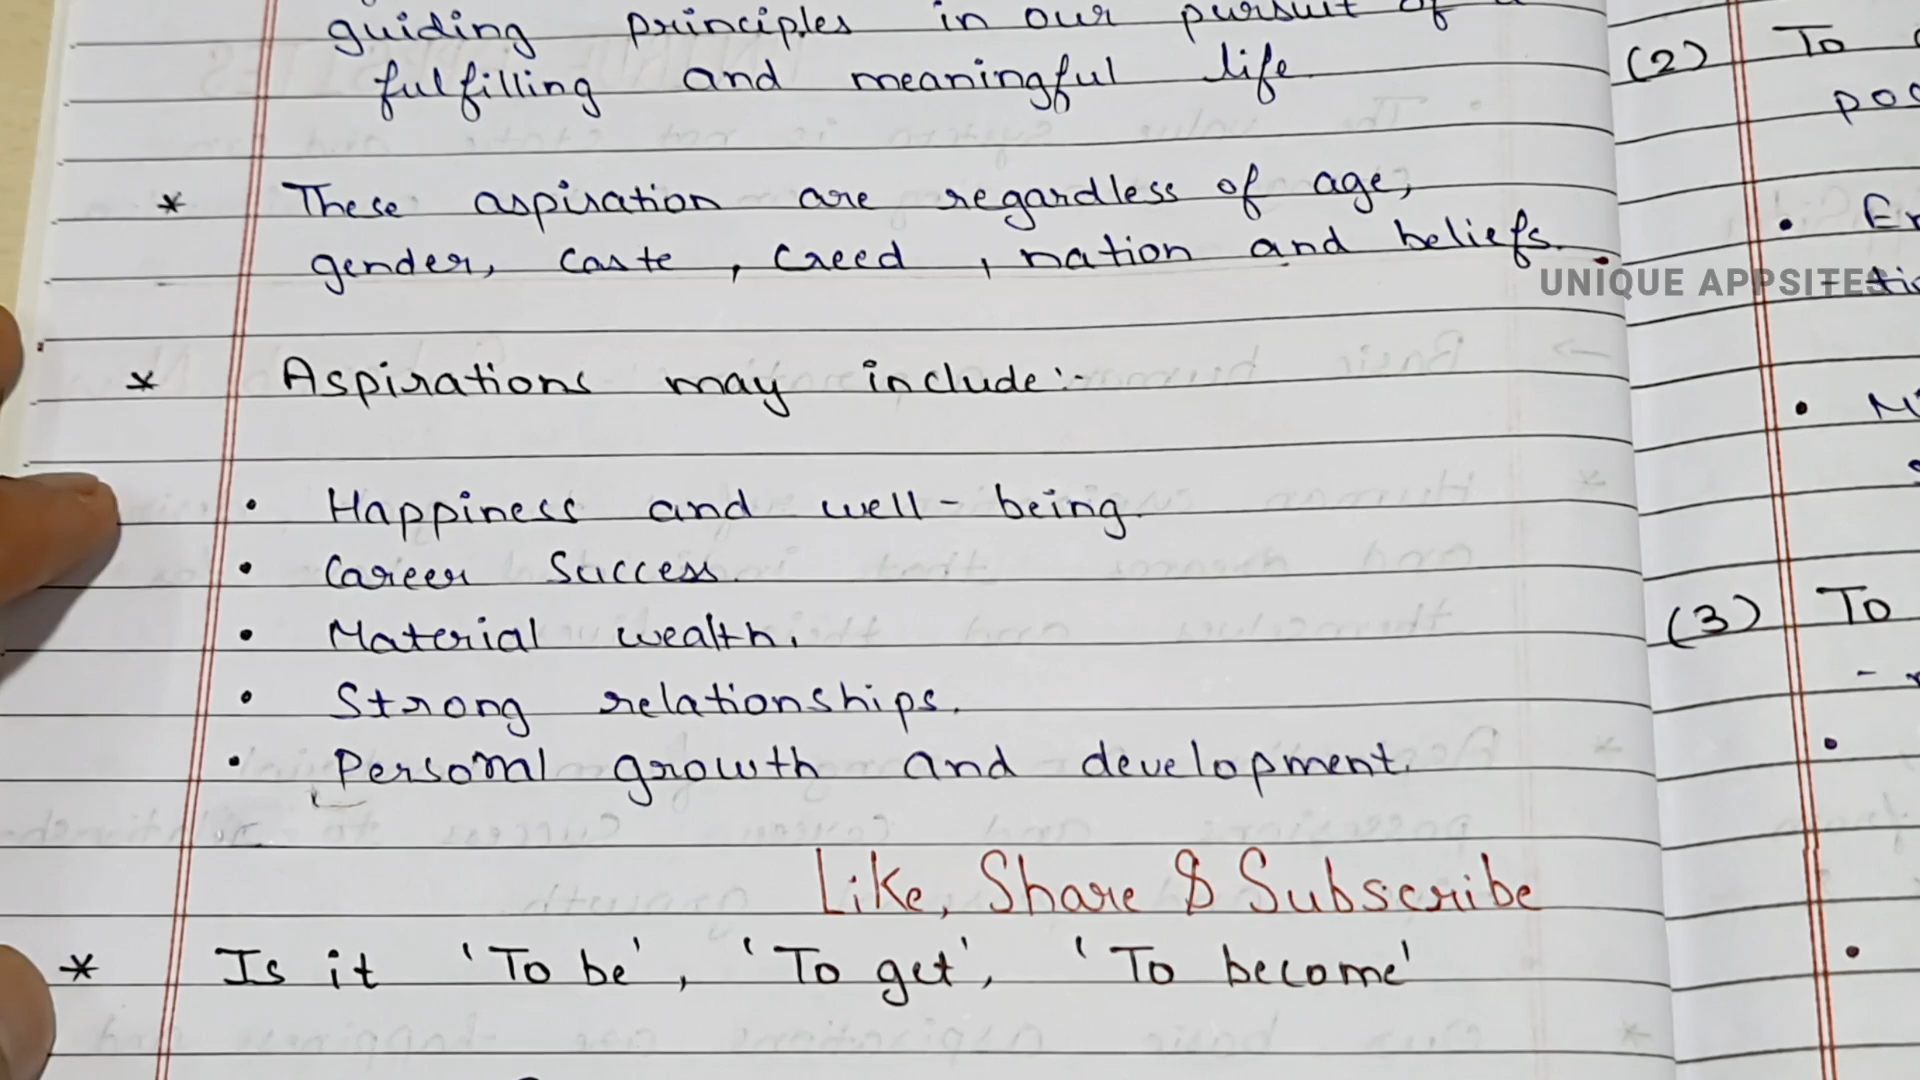 guiding principles in our pursuit of
fulfilling and meaningful life
* These aspiration are regardless of age,
gender, caste, creed, nation and beliefs.
* Aspirations may include:-
• Happiness and well-being.
• Career Success.
• Material wealth.
• Strong relationships.
• Personal growth and development.
Like, Share & Subscribe
* Is it 'To be', 'To get', 'To become'
(2) To
(3) To
UNIQUE APPSITES